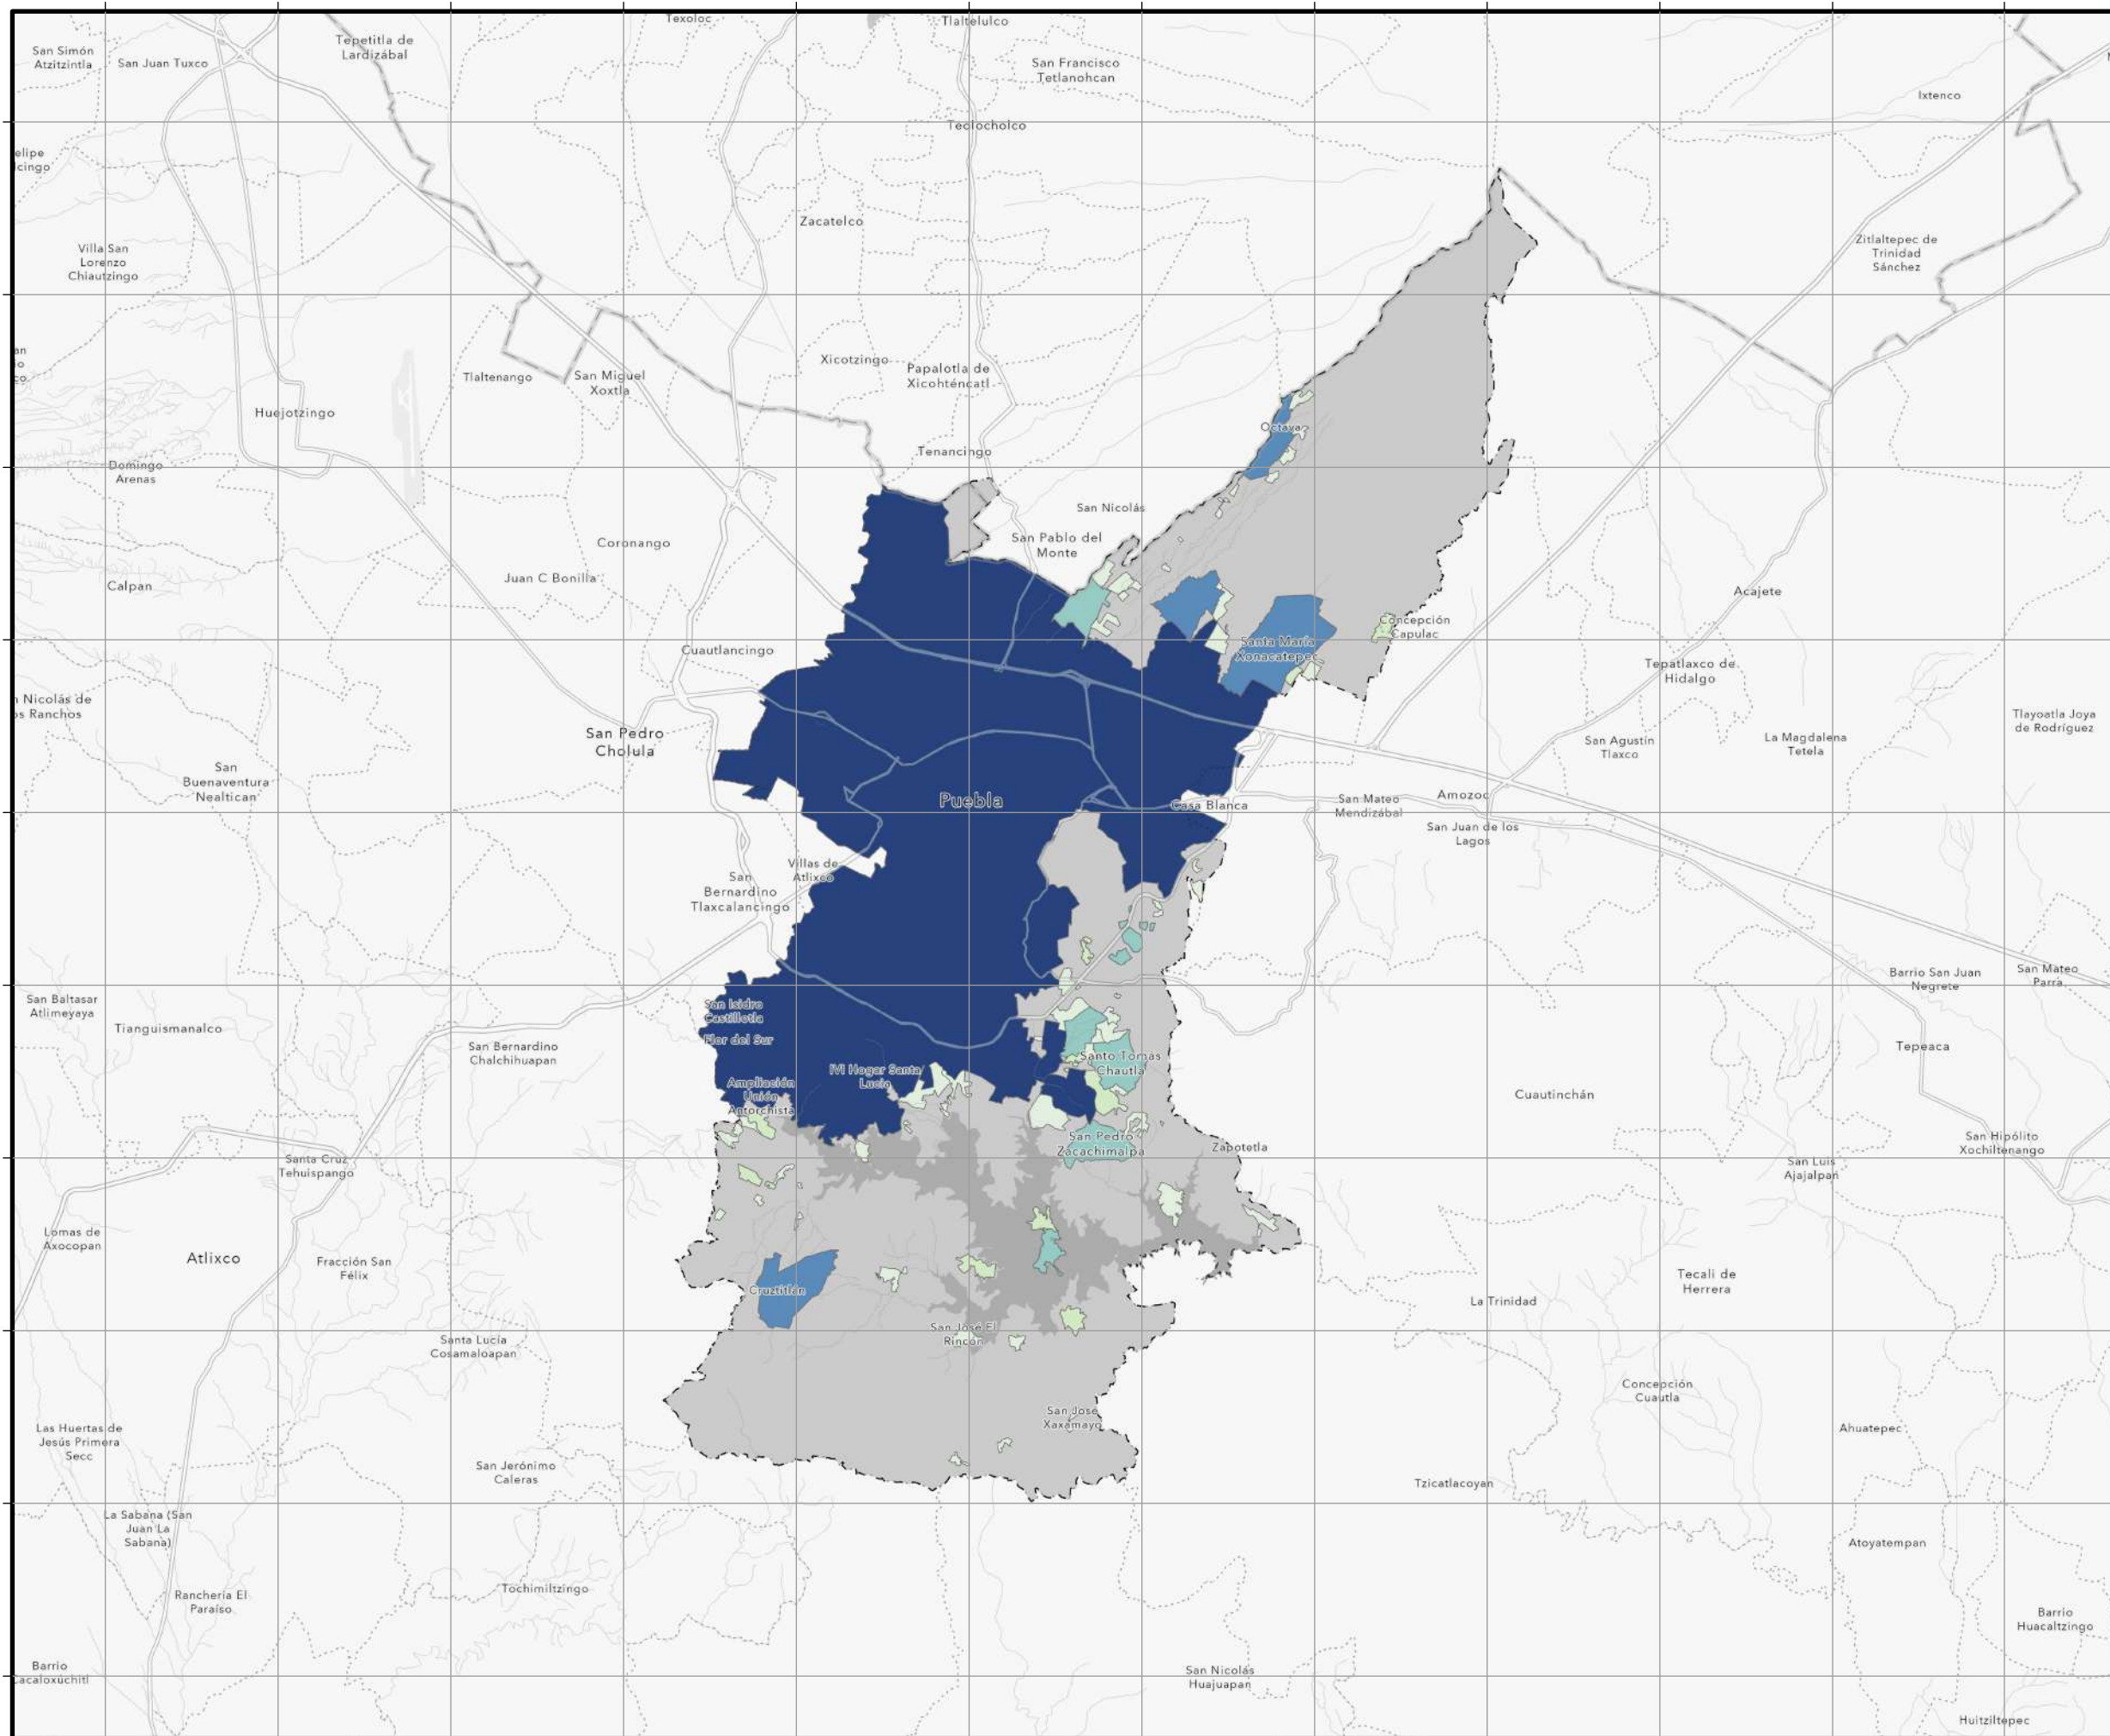 Texoloc
Tlaltelulco
San Simón
Atzitzintla
San Juan Tuxco
Tepetitla de
Lardizábal
San Francisco
Tetlanohcan
Ixtenco
Teolocholco
Zacatelco
Villa San
Lorenzo
Chiautzingo
Zitlaltepec de
Trinidad
Sánchez
Xicotzingo
Papalotla de
Xicohténcatl
Tlaltenango
San Miguel
Xoxtla
Huejotzingo
Octava
Tenancingo
Domingo
Arenas
San Nicolás
San Pablo del
Monte
Coronango
Juan C Bonilla
Calpan
Acajete
Concepción
Capulac
Cuautlancingo
Santa María
Xonacatepec
Tepatlaxco de
Hidalgo
n Nicolás de
os Ranchos
San Pedro
Cholula
Tlayoatla Joya
de Rodríguez
San Agustín
Tlaxco
La Magdalena
Tetela
San
Buenaventura
Nealtican
Puebla
Casa Blanca
San Mateo
Mendizábal
Amozoc
San Juan de los
Lagos
Villas de
Atlixco
San
Bernardino
Tlaxcalancingo
Barrio San Juan
Negrete
San Mateo
Parra
San Baltasar
Atlimeyaya
Tianguismanalco
San Isidro
Castillotla
Flor del Sur
San Bernardino
Chalchihuapan
Tepeaca
Santo Tomás
Chautla
IVI Hogar Santa
Lucia
Ampliación
Unión
Antorchista
Cuautinchán
San Pedro
Zacachimalpa
Zapotetla
San Hipólito
Xochiltenango
Santa Cruz
Tehuispango
San Luis
Ajajalpan
Lomas de
Axocopan
Atlixco
Fracción San
Félix
Cruztitlán
Tecali de
Herrera
La Trinidad
San José El
Rincón
Santa Lucía
Cosamaloapan
Concepción
Cuautla
San José
Xaxamayo
Las Huertas de
Jesús Primera
Secc
Ahuatepec
San Jerónimo
Caleras
Tzicatlacoyan
La Sabana (San
Juan La
Sabana)
Atoyatempan
Tochimiltzingo
Ranchería El
Paraíso
Barrio
Huacaltzingo
Barrio
San Nicolás
Huajuapan
Huitziltepec